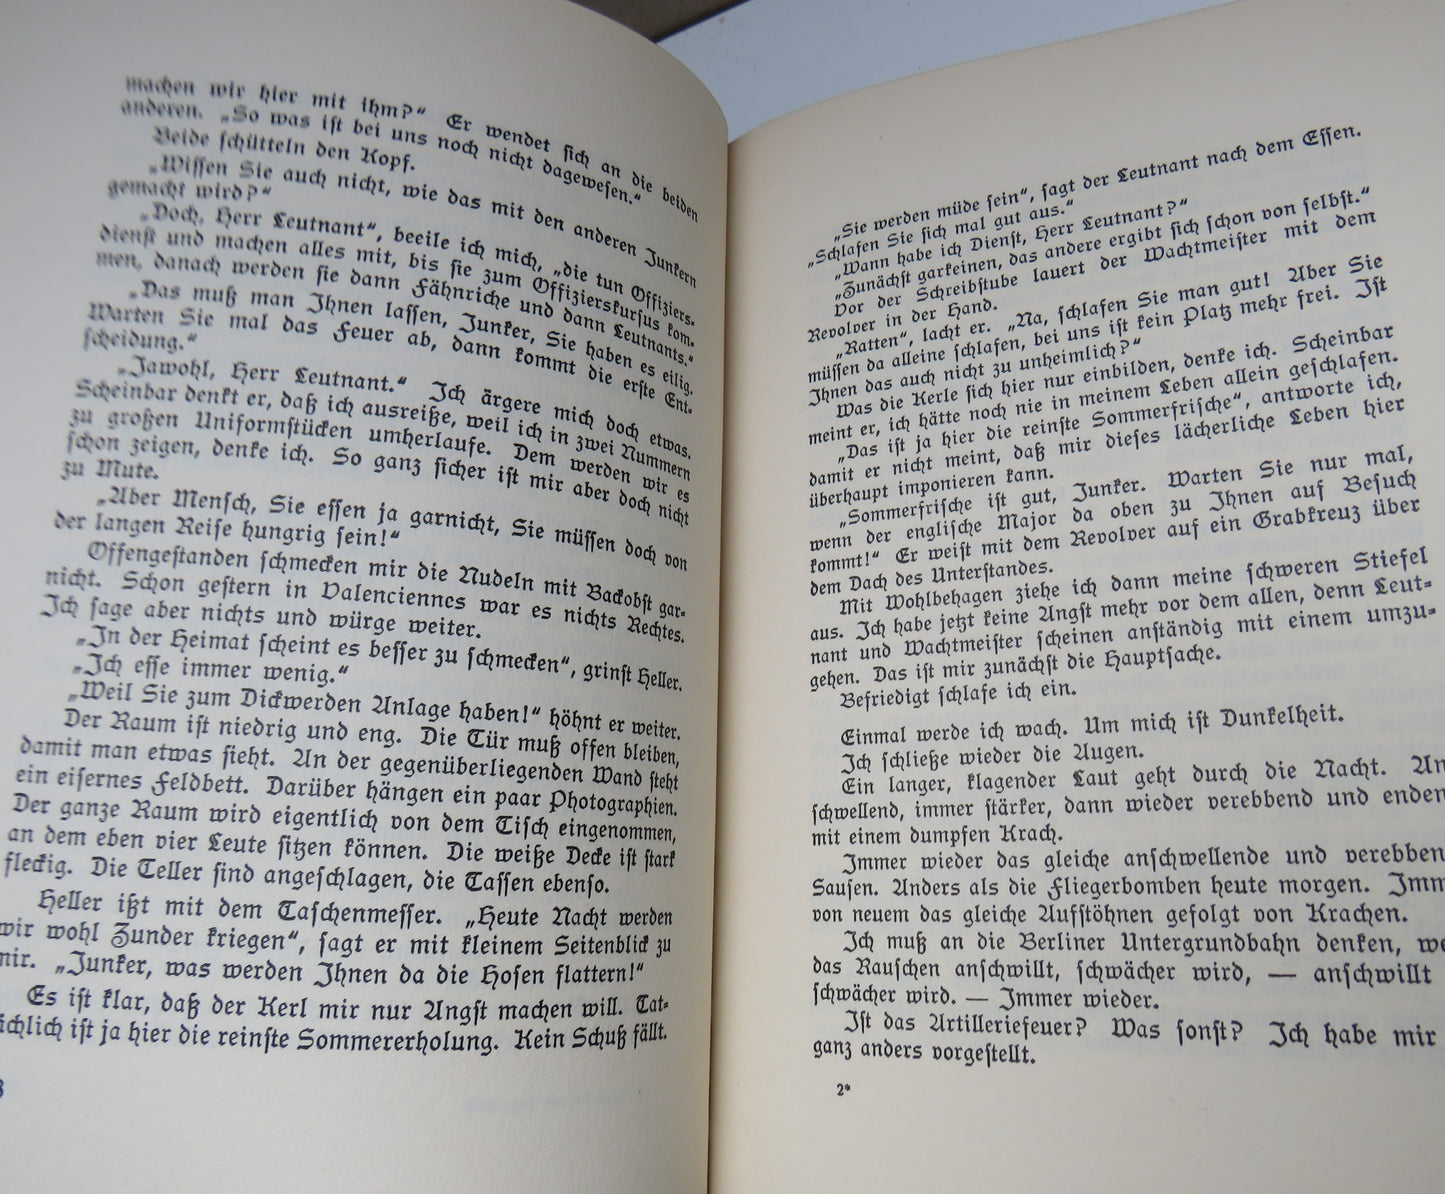 machen wir hier mit ihm?“ Er wendet ſich an die beiden
anderen. „So was iſt bei uns noch nicht dageweſen.“
Beide ſchütteln den Kopf.
„Wiſſen Sie auch nicht, wie das mit den anderen Junkern
gemacht wird?“
„Doch, Herr Leutnant“, beeile ich mich, „die tun Offiziers-
dienſt und machen alles mit, bis ſie zum Offizierskurſus kom-
men, danach werden ſie dann Fähnriche und dann Leutnants.“
„Das muß man Ihnen laſſen, Junker, Sie haben es eilig.
Warten Sie mal das Feuer ab, dann kommt die erſte Ent-
ſcheidung.“
„Jawohl, Herr Leutnant.“ Ich ärgere mich doch etwas.
Scheinbar denkt er, daß ich ausreiße, weil ich in zwei Nummern
zu großen Uniformſtücken umherlaufe. Dem werden wir es
ſchon zeigen, denke ich. So ganz ſicher iſt mir aber doch nicht
zu Mute.
„Aber Menſch, Sie eſſen ja garnicht, Sie müſſen doch von
der langen Reiſe hungrig ſein!“
Offengeſtanden ſchmecken mir die Nudeln mit Backobſt gar-
nicht. Schon geſtern in Valenciennes war es nichts Rechtes.
Ich ſage aber nichts und würge weiter.
„In der Heimat ſcheint es beſſer zu ſchmecken“, grinſt Heller.
„Ich eſſe immer wenig.“
„Weil Sie zum Dickwerden Anlage haben!“ höhnt er weiter.
Der Raum iſt niedrig und eng. Die Tür muß offen bleiben,
damit man etwas ſieht. An der gegenüberliegenden Wand ſteht
ein eiſernes Feldbett. Darüber hängen ein paar Photographien.
Der ganze Raum wird eigentlich von dem Tiſch eingenommen,
an dem eben vier Leute ſitzen können. Die weiße Decke iſt ſtark
fleckig. Die Teller ſind angeſchlagen, die Taſſen ebenſo.
Heller ißt mit dem Taſchenmeſſer. „Heute Nacht werden
wir wohl Zunder kriegen“, ſagt er mit kleinem Seitenblick zu
mir. „Junker, was werden Ihnen da die Hoſen flattern!“
Es iſt klar, daß der Kerl mir nur Angſt machen will. Tat-
ſächlich iſt ja hier die reinſte Sommererholung. Kein Schuß fällt.
8
„Sie werden müde ſein“, ſagt der Leutnant nach dem Eſſen.
„Schlafen Sie ſich mal gut aus.“
„Wann habe ich Dienſt, Herr Leutnant?“
„Zunächſt garkeinen, das andere ergibt ſich ſchon von ſelbſt.“
Vor der Schreibſtube lauert der Wachtmeiſter mit dem
Revolver in der Hand.
„Ratten“, lacht er. „Na, ſchlafen Sie man gut! Aber Sie
müſſen da alleine ſchlafen, bei uns iſt kein Platz mehr frei. Iſt
Ihnen das auch nicht zu unheimlich?“
Was die Kerle ſich hier nur einbilden, denke ich. Scheinbar
meint er, ich hätte noch nie in meinem Leben allein geſchlafen.
„Das iſt ja hier die reinſte Sommerfriſche“, antworte ich,
damit er nicht meint, daß mir dieſes lächerliche Leben hier
überhaupt imponieren kann.
„Sommerfriſche iſt gut, Junker. Warten Sie nur mal,
wenn der engliſche Major da oben zu Ihnen auf Beſuch
kommt!“ Er weiſt mit dem Revolver auf ein Grabkreuz über
dem Dach des Unterſtandes.
Mit Wohlbehagen ziehe ich dann meine ſchweren Stiefel
aus. Ich habe jetzt keine Angſt mehr vor dem allen, denn Leut-
nant und Wachtmeiſter ſcheinen anſtändig mit einem umzu-
gehen. Das iſt mir zunächſt die Hauptſache.
Befriedigt ſchlafe ich ein.
Einmal werde ich wach. Um mich iſt Dunkelheit.
Ich ſchließe wieder die Augen.
Ein langer, klagender Laut geht durch die Nacht. An
ſchwellend, immer ſtärker, dann wieder verebbend und enden
mit einem dumpfen Krach.
Immer wieder das gleiche anſchwellende und verebben
Sauſen. Anders als die Fliegerbomben heute morgen. Imm
von neuem das gleiche Aufſtöhnen gefolgt von Krachen.
Ich muß an die Berliner Untergrundbahn denken, we
das Rauſchen anſchwillt, ſchwächer wird, — anſchwillt
ſchwächer wird. — Immer wieder.
Iſt das Artilleriefeuer? Was ſonſt? Ich habe mir
ganz anders vorgeſtellt.
2*